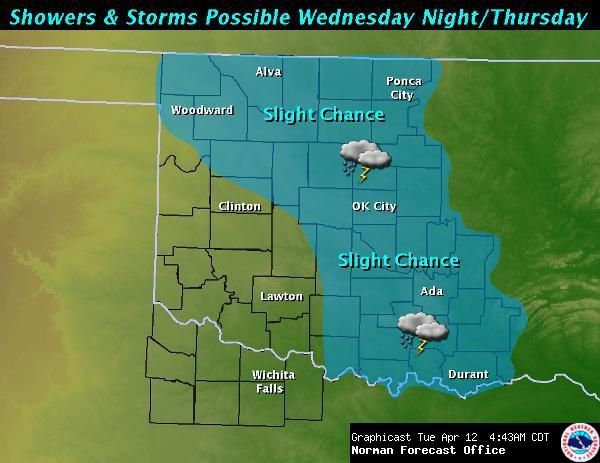 Showers & Storms Possible Wednesday Night/Thursday
Alva
Ponca
City
Woodward
Slight Chance
Clinton
OK City
Slight Chance
Ada
Lawton
Wichita
Falls
Durant
Graphicast Tue Apr 12 4:43AM CDT
Norman Forecast Office